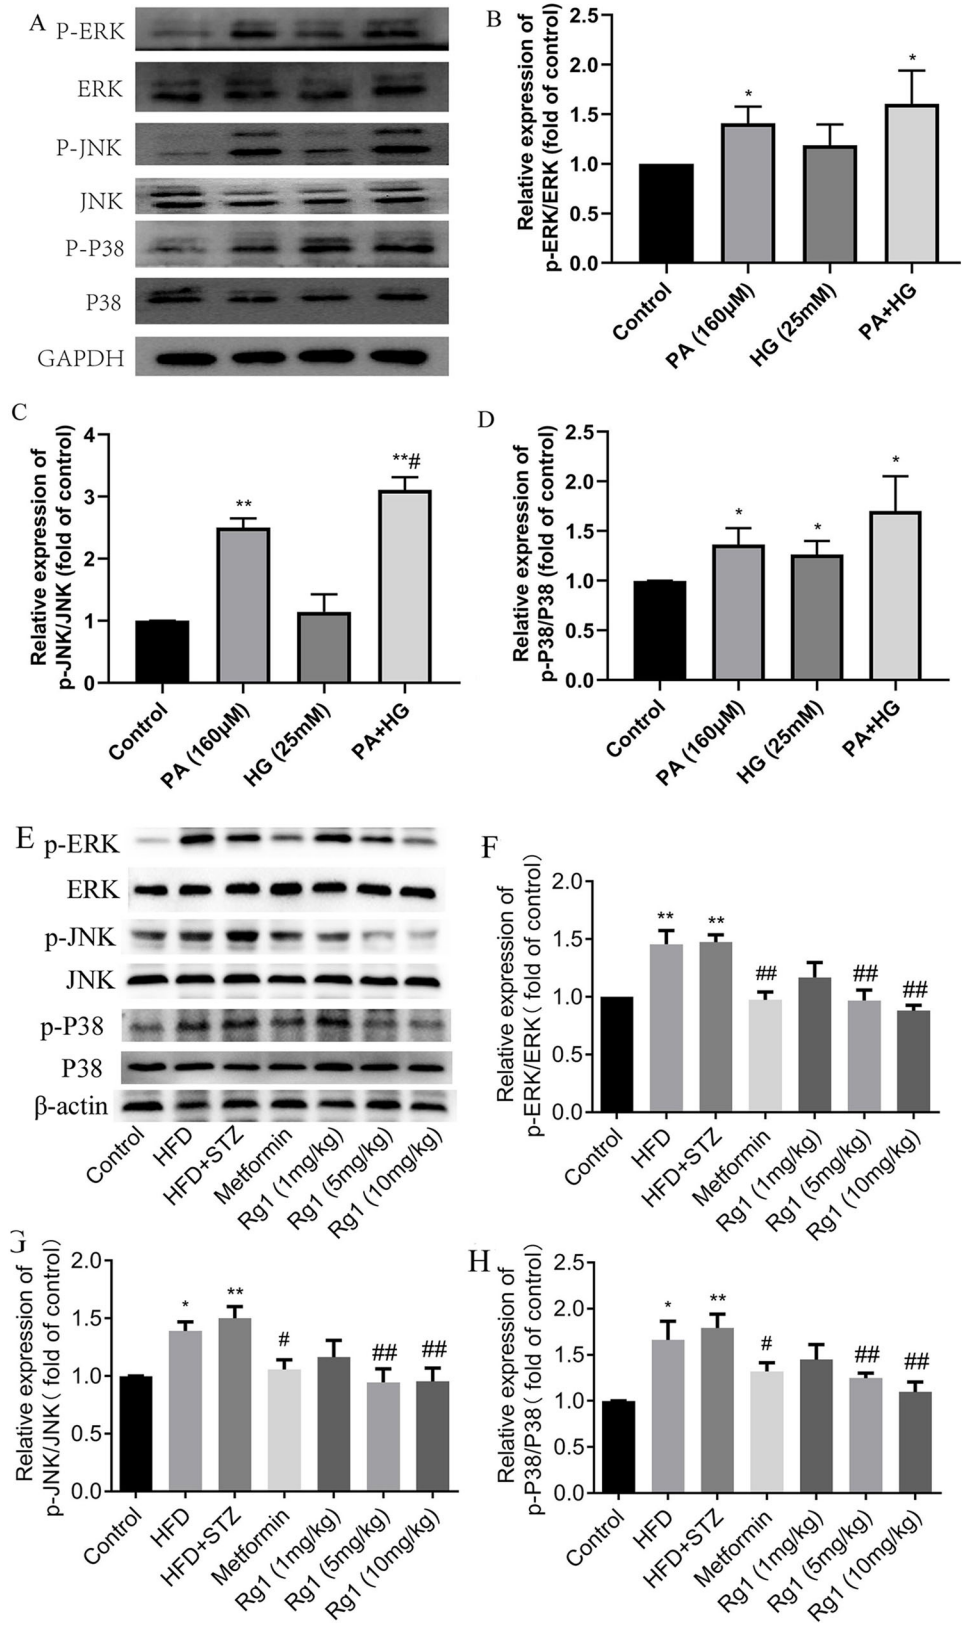 A
P-ERK
ERK
P-JNK
JNK
P-P38
P38
GAPDH
B
Relative expression of
p-ERK/ERK (fold of control)
2.5
2.0
1.5
1.0
0.5
0.0
*
*
Control
PA (160μM)
HG (25mM)
PA+HG
C
Relative expression of
p-JNK/JNK (fold of control)
4
3
2
1
0
**
**#
Control
PA (160μM)
HG (25mM)
PA+HG
D
Relative expression of
p-P38/P38 (fold of control)
2.5
2.0
1.5
1.0
0.5
0.0
*
*
*
Control
PA (160μM)
HG (25mM)
PA+HG
E
p-ERK
ERK
p-JNK
JNK
p-P38
P38
β-actin
Control
HFD
HFD+STZ
Metformin
Rg1 (1mg/kg)
Rg1 (5mg/kg)
Rg1 (10mg/kg)
F
Relative expression of
p-ERK/ERK( fold of control)
2.0
1.5
1.0
0.5
0.0
**
**
##
##
##
Control
HFD
HFD+STZ
Metformin
Rg1 (1mg/kg)
Rg1 (5mg/kg)
Rg1 (10mg/kg)
Relative expression of
p-JNK/JNK( fold of control)
2.0
1.5
1.0
0.5
0.0
*
**
#
##
##
Control
HFD
HFD+STZ
Metformin
Rg1 (1mg/kg)
Rg1 (5mg/kg)
Rg1 (10mg/kg)
H
Relative expression of
p-P38/P38( fold of control)
2.5
2.0
1.5
1.0
0.5
0.0
*
**
#
##
##
Control
HFD
HFD+STZ
Metformin
Rg1 (1mg/kg)
Rg1 (5mg/kg)
Rg1 (10mg/kg)